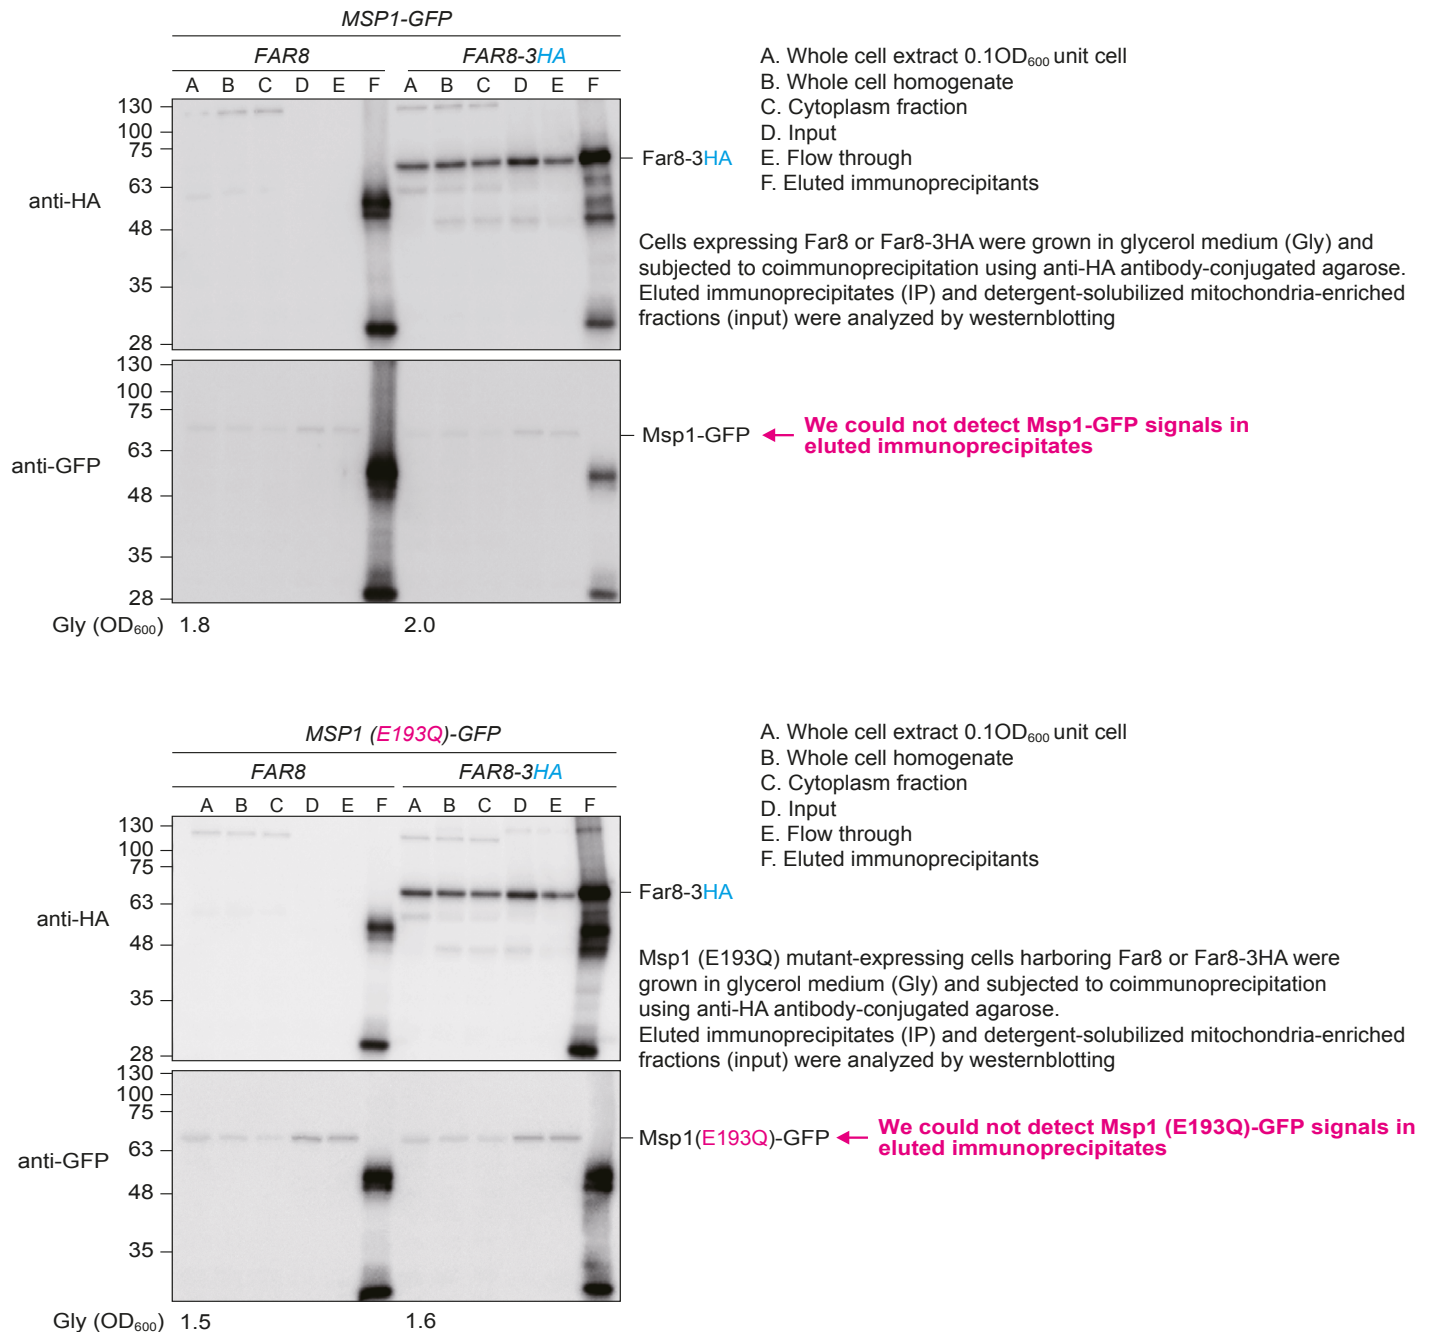 MSP1-GFP
FAR8 FAR8-3HA
A B C D E F A B C D E F
130
100
75
63
48
35
28
anti-HA
Far8-3HA
130
100
75
63
48
35
28
anti-GFP
Msp1-GFP
We could not detect Msp1-GFP signals in
eluted immunoprecipitates
Gly (OD600) 1.8 2.0
A. Whole cell extract 0.1OD600 unit cell
B. Whole cell homogenate
C. Cytoplasm fraction
D. Input
E. Flow through
F. Eluted immunoprecipitants
Cells expressing Far8 or Far8-3HA were grown in glycerol medium (Gly) and
subjected to coimmunoprecipitation using anti-HA antibody-conjugated agarose.
Eluted immunoprecipitates (IP) and detergent-solubilized mitochondria-enriched
fractions (input) were analyzed by westernblotting
MSP1 (E193Q)-GFP
FAR8 FAR8-3HA
A B C D E F A B C D E F
130
100
75
63
48
35
28
anti-HA
Far8-3HA
130
100
75
63
48
35
anti-GFP
Msp1(E193Q)-GFP
We could not detect Msp1 (E193Q)-GFP signals in
eluted immunoprecipitates
Gly (OD600) 1.5 1.6
A. Whole cell extract 0.1OD600 unit cell
B. Whole cell homogenate
C. Cytoplasm fraction
D. Input
E. Flow through
F. Eluted immunoprecipitants
Msp1 (E193Q) mutant-expressing cells harboring Far8 or Far8-3HA were
grown in glycerol medium (Gly) and subjected to coimmunoprecipitation
using anti-HA antibody-conjugated agarose.
Eluted immunoprecipitates (IP) and detergent-solubilized mitochondria-enriched
fractions (input) were analyzed by westernblotting